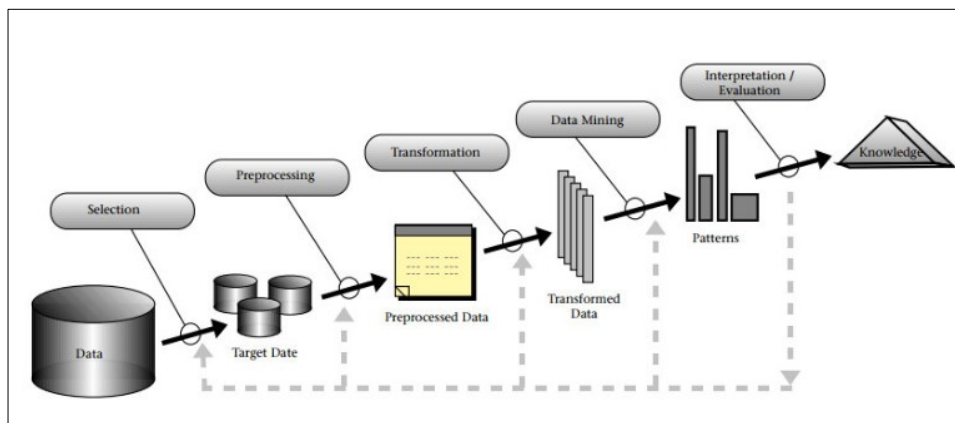 Interpretation /
Evaluation
Data Mining
Transformation
Preprocessing
Selection
Knowledge
Patterns
Transformed
Data
Preprocessed Data
Target Date
Data